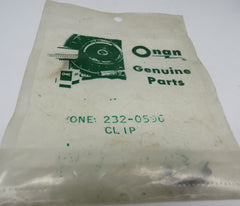 Onan
Genuine
Parts
ONE: 232-0596
CLIP